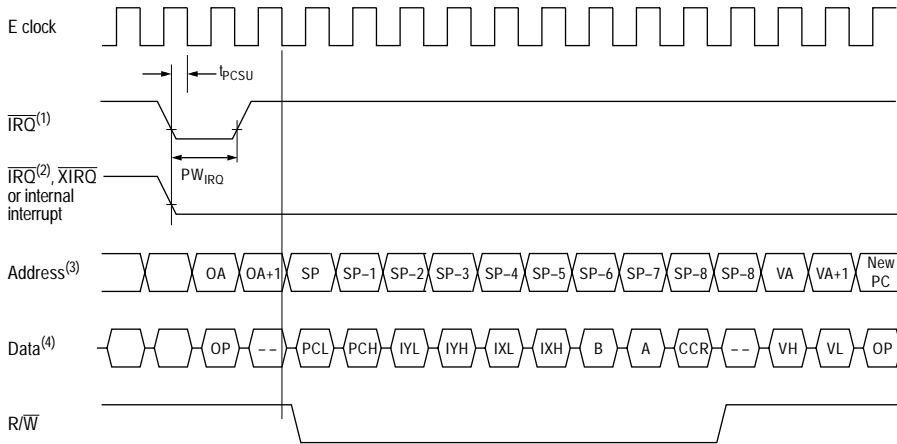 E clock
tPCSU
IRQ(1)
PWIRQ
IRQ(2), XIRQ
or internal
interrupt
Address(3) OA OA+1 SP SP–1 SP–2 SP–3 SP–4 SP–5 SP–6 SP–7 SP–8 SP–8 VA VA+1 New
PC
Data(4) OP – – PCL PCH IYL IYH IXL IXH B A CCR – – VH VL OP
R/W